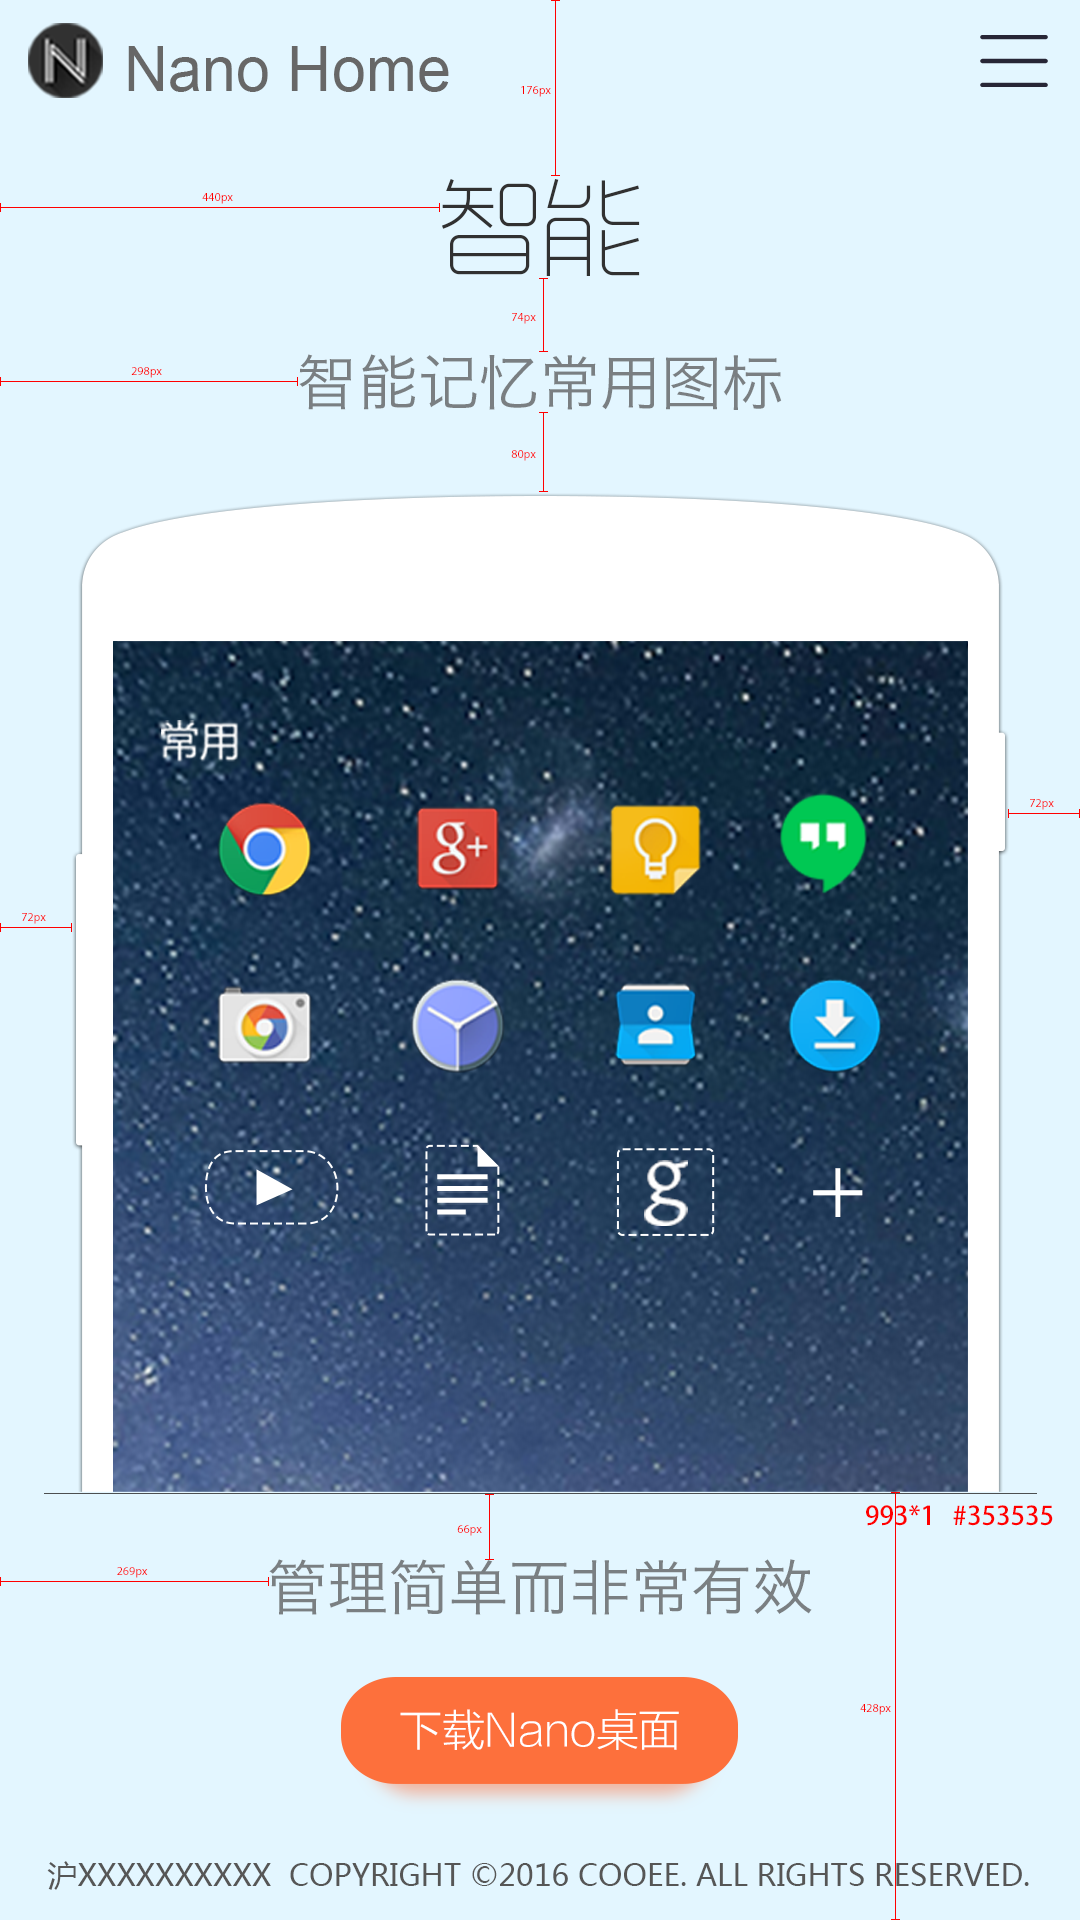 N Nano Home
176px
440px
智能
74px
298px
智能记忆常用图标
80px
常用
g+
72px
72px
g
993*1 #353535
66px
269px
管理简单而非常有效
428px
下载Nano桌面
沪XXXXXXXXXX COPYRIGHT ©2016 COOEE. ALL RIGHTS RESERVED.